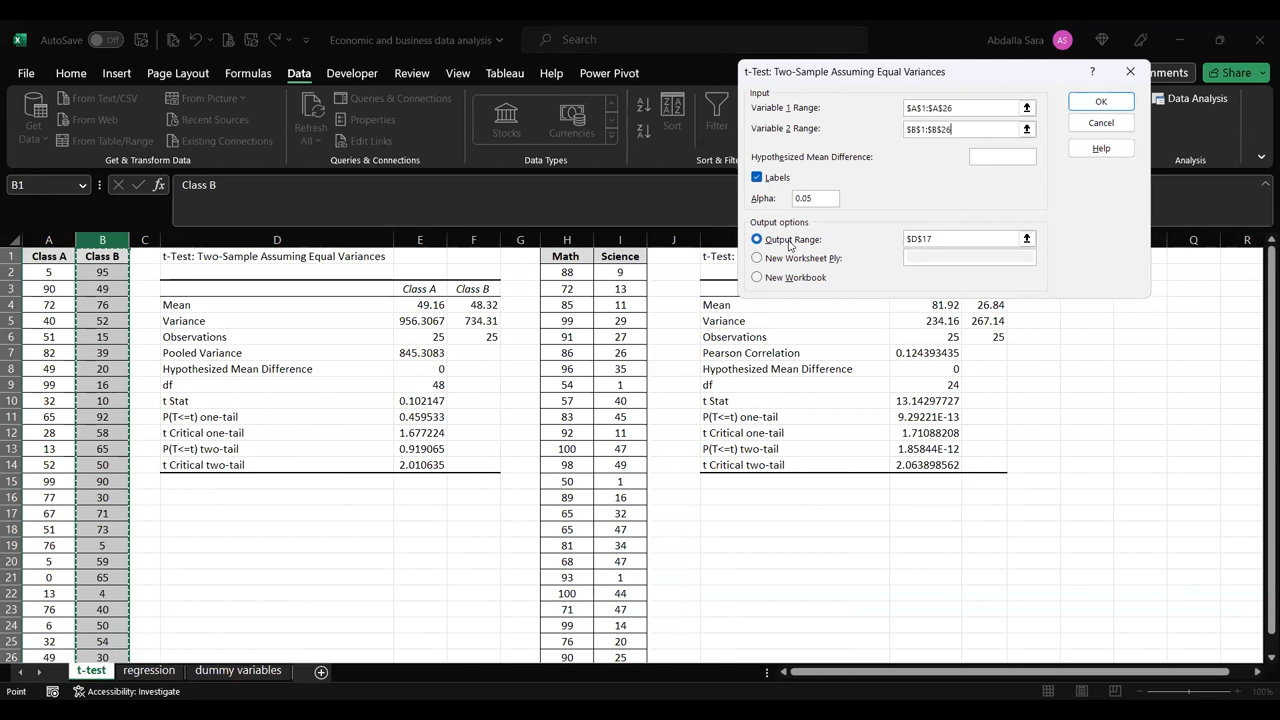 AutoSave Off Economic and business data analysis Search Abdalla Sara AS
File Home Insert Page Layout Formulas Data Developer Review View Tableau Help Power Pivot
Share
Get Data
From Text/CSV
From Web
From Table/Range
From Picture
Recent Sources
Existing Connections
Get & Transform Data
Refresh All
Queries & Connections
Properties
Edit Links
Queries & Connections
Stocks
Currencies
Data Types
Sort
Filter
Data Analysis
Analysis
t-Test: Two-Sample Assuming Equal Variances
?
Input
Variable 1 Range: $A$1:$A$26
Variable 2 Range: $B$1:$B$26
Hypothesized Mean Difference:
Labels
Alpha: 0.05
Output options
Output Range: $D$17
New Worksheet Ply:
New Workbook
OK
Cancel
Help
B1 fx Class B
A B C D E F G H I J Q R
1 Class A Class B t-Test: Two-Sample Assuming Equal Variances Math Science t-Test:
2 5 95 88 9
3 90 49 Class A Class B 72 13
4 72 76 Mean 49.16 48.32 85 11 Mean 81.92 26.84
5 40 52 Variance 956.3067 734.31 99 29 Variance 234.16 267.14
6 51 15 Observations 25 25 91 27 Observations 25 25
7 82 39 Pooled Variance 845.3083 86 26 Pearson Correlation 0.124393435
8 49 20 Hypothesized Mean Difference 0 96 35 Hypothesized Mean Difference 0
9 99 16 df 48 54 1 df 24
10 32 10 t Stat 0.102147 57 40 t Stat 13.14297727
11 65 92 P(T<=t) one-tail 0.459533 83 45 P(T<=t) one-tail 9.29221E-13
12 28 58 t Critical one-tail 1.677224 92 11 t Critical one-tail 1.71088208
13 13 65 P(T<=t) two-tail 0.919065 100 47 P(T<=t) two-tail 1.85844E-12
14 52 50 t Critical two-tail 2.010635 98 49 t Critical two-tail 2.063898562
15 99 90 50 1
16 77 30 89 16
17 67 71 65 32
18 51 73 65 47
19 76 5 81 34
20 5 59 68 47
21 0 65 93 1
22 13 4 100 44
23 76 40 71 47
24 6 50 99 14
25 32 54 76 20
26 49 30 90 25
t-test regression dummy variables
Point Accessibility: Investigate 100%